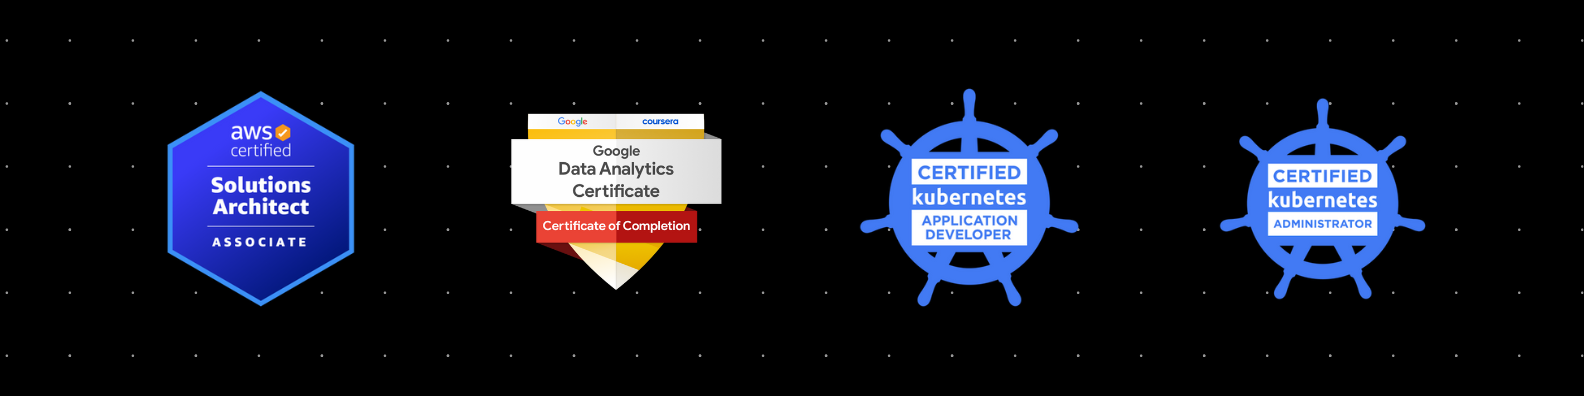 aws
certified
Solutions
Architect
ASSOCIATE
Google
coursera
Google
Data Analytics
Certificate
Certificate of Completion
CERTIFIED
kubernetes
APPLICATION
DEVELOPER
CERTIFIED
kubernetes
ADMINISTRATOR